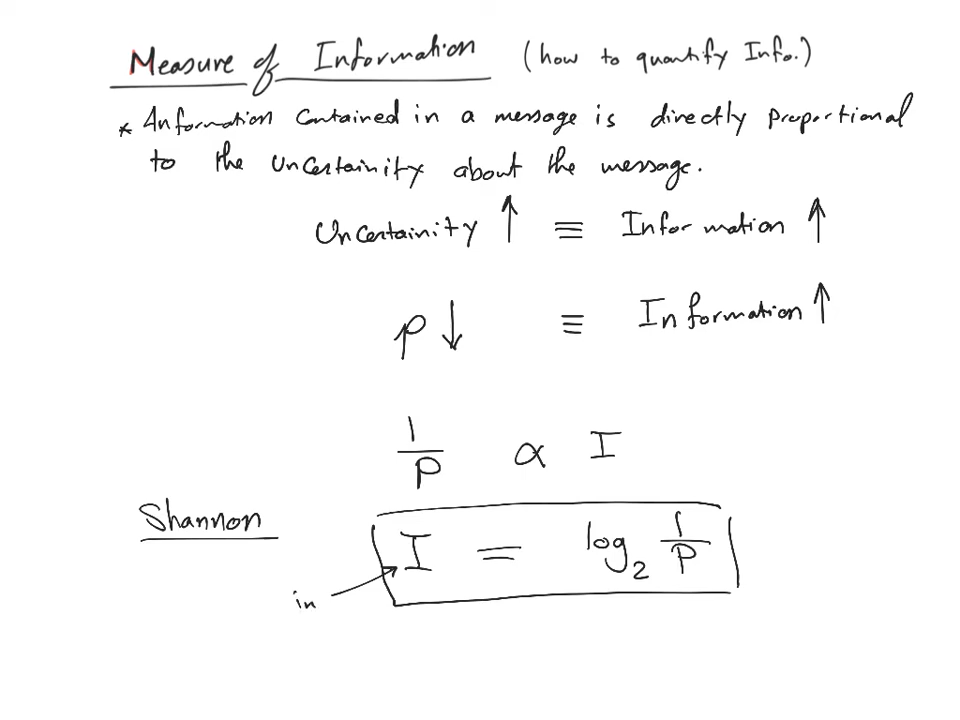 Measure of Information (how to quantify Info.)
* Information Contained in a message is directly proportional
to the Uncertainity about the message.
Uncertainity ↑ ≡ Information ↑
P ↓ ≡ Information ↑
1/P ∝ I
Shannon
I = log₂ 1/P
in